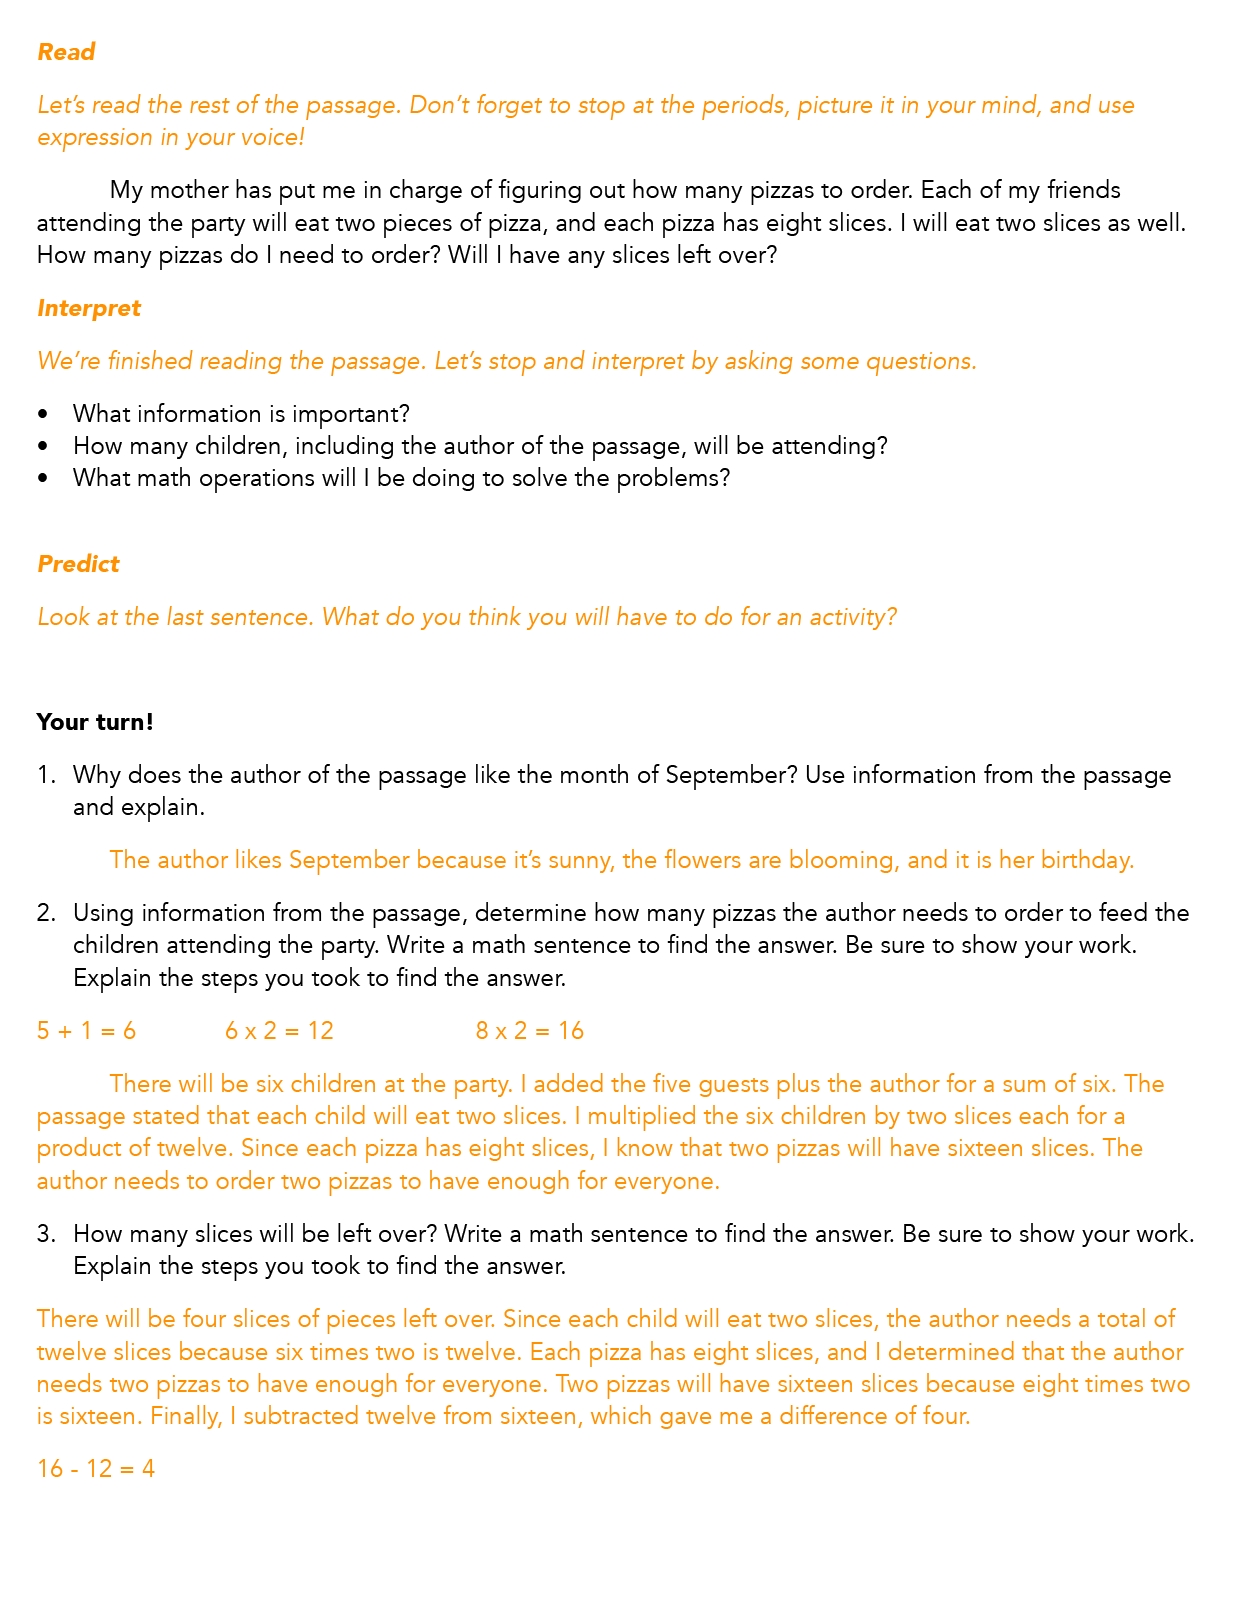 Read
Let’s read the rest of the passage. Don’t forget to stop at the periods, picture it in your mind, and use
expression in your voice!
My mother has put me in charge of figuring out how many pizzas to order. Each of my friends
attending the party will eat two pieces of pizza, and each pizza has eight slices. I will eat two slices as well.
How many pizzas do I need to order? Will I have any slices left over?
Interpret
We’re finished reading the passage. Let’s stop and interpret by asking some questions.
• What information is important?
• How many children, including the author of the passage, will be attending?
• What math operations will I be doing to solve the problems?
Predict
Look at the last sentence. What do you think you will have to do for an activity?
Your turn!
1. Why does the author of the passage like the month of September? Use information from the passage
and explain.
The author likes September because it’s sunny, the flowers are blooming, and it is her birthday.
2. Using information from the passage, determine how many pizzas the author needs to order to feed the
children attending the party. Write a math sentence to find the answer. Be sure to show your work.
Explain the steps you took to find the answer.
5 + 1 = 6 6 x 2 = 12 8 x 2 = 16
There will be six children at the party. I added the five guests plus the author for a sum of six. The
passage stated that each child will eat two slices. I multiplied the six children by two slices each for a
product of twelve. Since each pizza has eight slices, I know that two pizzas will have sixteen slices. The
author needs to order two pizzas to have enough for everyone.
3. How many slices will be left over? Write a math sentence to find the answer. Be sure to show your work.
Explain the steps you took to find the answer.
There will be four slices of pieces left over. Since each child will eat two slices, the author needs a total of
twelve slices because six times two is twelve. Each pizza has eight slices, and I determined that the author
needs two pizzas to have enough for everyone. Two pizzas will have sixteen slices because eight times two
is sixteen. Finally, I subtracted twelve from sixteen, which gave me a difference of four.
16 - 12 = 4